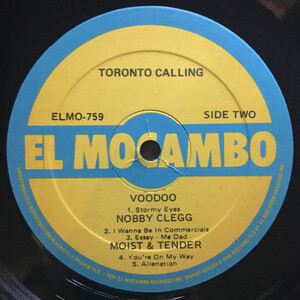 TORONTO CALLING
ELMO-759 SIDE TWO
EL MOCAMBO
VOODOO
1. Stormy Eyes
NOBBY CLEGG
2. I Wanna Be In Commercials
3. Essay - Me Dad
MOIST & TENDER
4. You're On My Way
5. Alienation